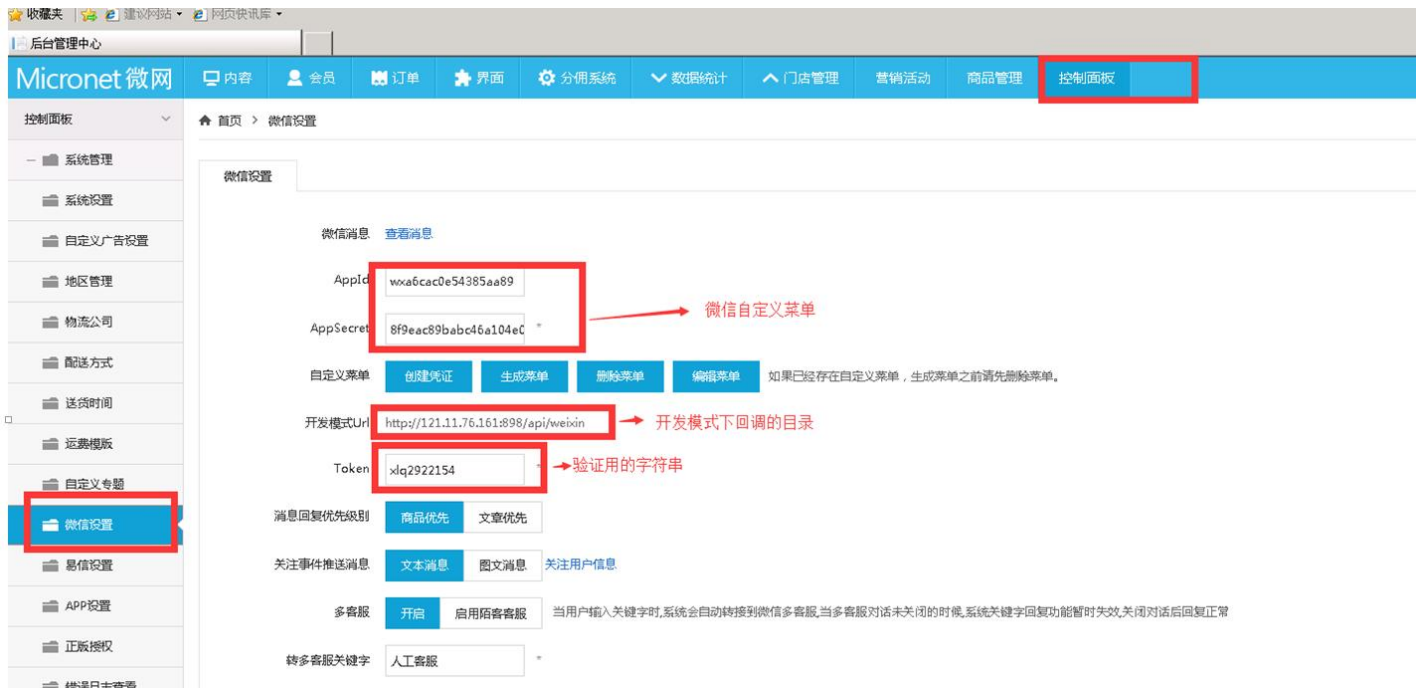 收藏夹 建议网站 网页快讯库
后台管理中心
Micronet 微网 内容 会员 订单 界面 分佣系统 数据统计 门店管理 营销活动 商品管理 控制面板
控制面板 首页 > 微信设置
系统管理
微信设置
系统设置
微信消息 查看消息
自定义广告设置
AppId wxa6cac0e54385aa89
地区管理
微信自定义菜单
物流公司
AppSecret 8f9eac89babc46a104e0 *
配送方式
自定义菜单 创建凭证 生成菜单 删除菜单 编辑菜单 如果已经存在自定义菜单，生成菜单之前请先删除菜单。
送货时间
开发模式Url http://121.11.76.161:898/api/weixin 开发模式下回调的目录
运费模版
Token xlq2922154 * 验证用的字符串
自定义专题
消息回复优先级别 商品优先 文章优先
微信设置
关注事件推送消息 文本消息 图文消息 关注用户信息
易信设置
APP设置
多客服 开启 启用陌客客服 当用户输入关键字时,系统会自动转接到微信多客服,当多客服对话未关闭的时候,系统关键字回复功能暂时失效,关闭对话后回复正常
正版授权
转多客服关键字 人工客服 *
错误日志查看